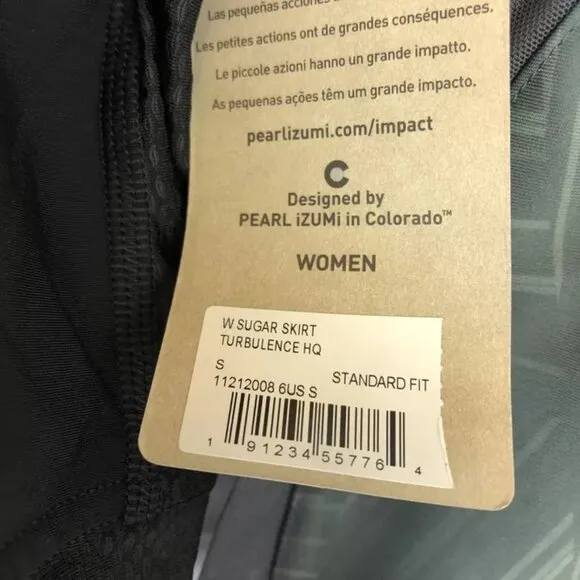 Las pequeñas acciones
Les petites actions ont de grandes conséquences.
Le piccole azioni hanno un grande impatto.
As pequenas ações têm um grande impacto.
pearlizumi.com/impact
C
Designed by
PEARL iZUMi in Colorado™
WOMEN
W SUGAR SKIRT
TURBULENCE HQ
S
STANDARD FIT
11212008 6US S
1 91234 55776 4